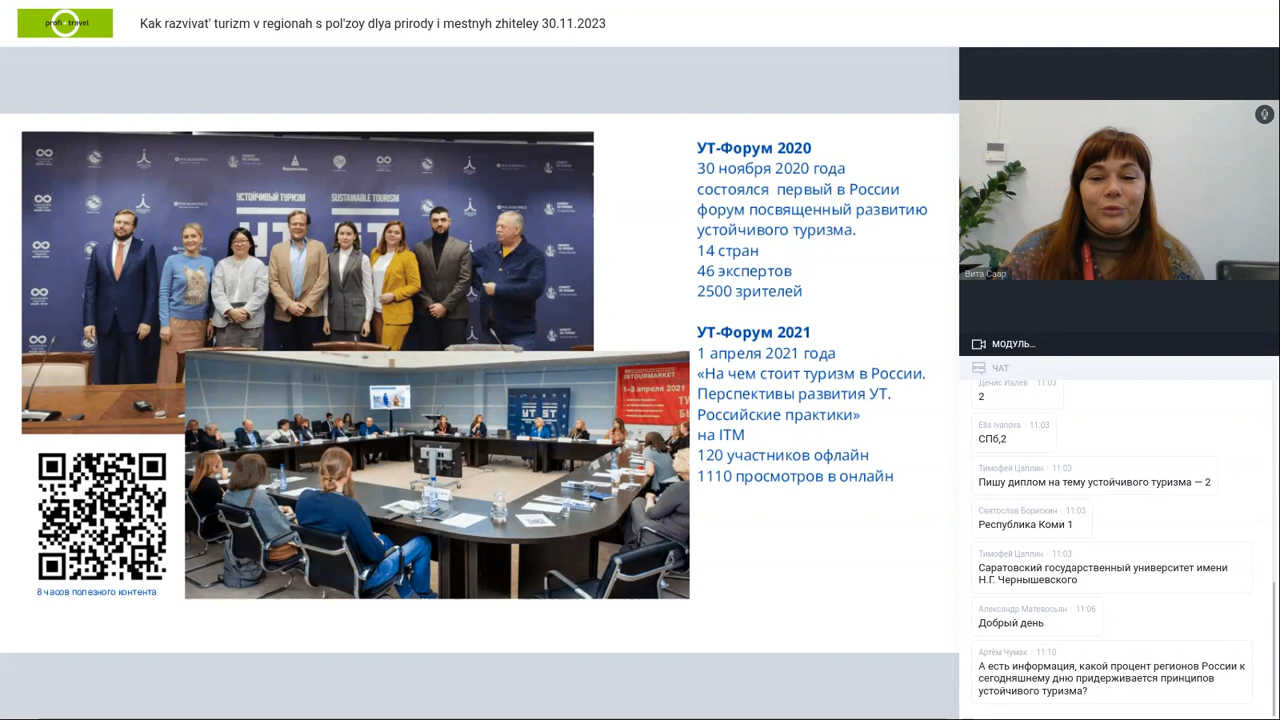 profi travel
Kak razvivat' turizm v regionah s pol'zoy dlya prirody i mestnyh zhiteley 30.11.2023
УСТОЙЧИВЫЙ ТУРИЗМ
SUSTAINABLE TOURISM
УТ
ST
INTOURMARKET
1-3 апреля 2021
УТ-Форум 2020
30 ноября 2020 года
состоялся первый в России
форум посвященный развитию
устойчивого туризма.
14 стран
46 экспертов
2500 зрителей
УТ-Форум 2021
1 апреля 2021 года
«На чем стоит туризм в России.
Перспективы развития УТ.
Российские практики»
на ITM
120 участников офлайн
1110 просмотров в онлайн
8 часов полезного контента
Вита Саар
МОДУЛЬ...
ЧАТ
Денис Ивлев · 11:03
2
Ella Ivanova · 11:03
СПб,2
Тимофей Цаплин · 11:03
Пишу диплом на тему устойчивого туризма — 2
Святослав Борискин · 11:03
Республика Коми 1
Тимофей Цаплин · 11:03
Саратовский государственный университет имени
Н.Г. Чернышевского
Александр Матевосьян · 11:06
Добрый день
Артём Чумак · 11:10
А есть информация, какой процент регионов России к
сегодняшнему дню придерживается принципов
устойчивого туризма?